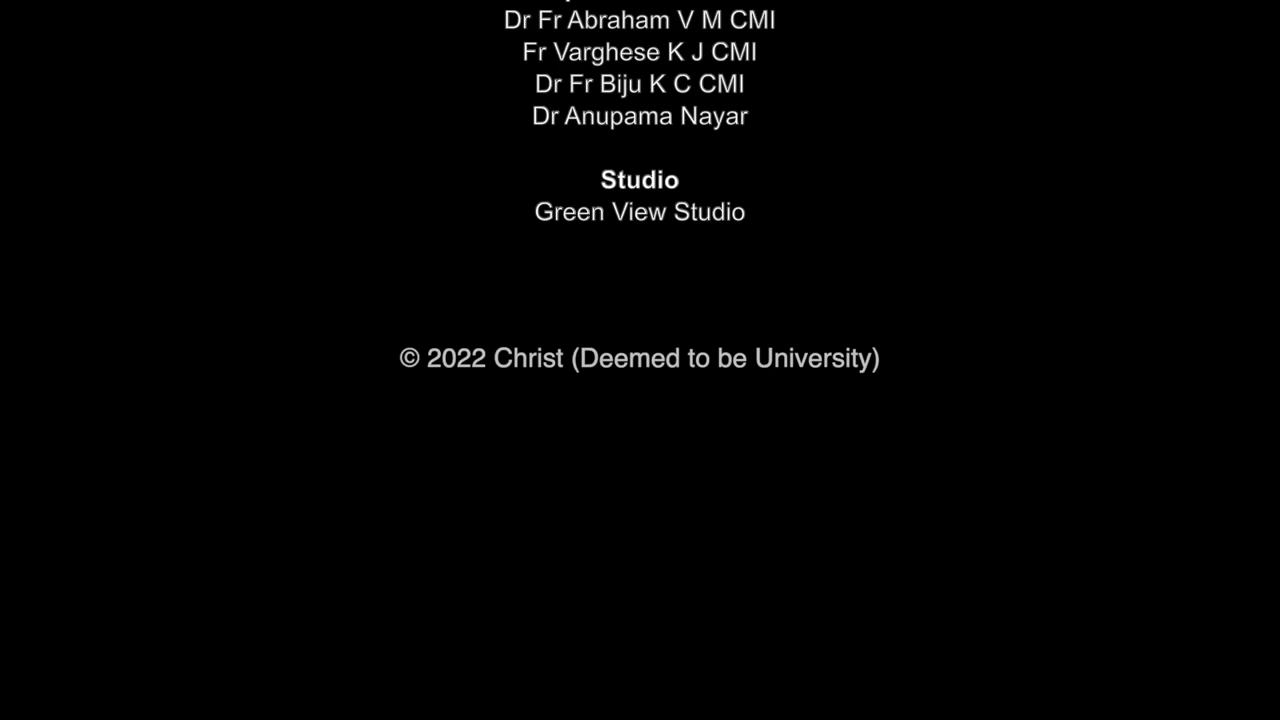 Dr Fr Abraham V M CMI
Fr Varghese K J CMI
Dr Fr Biju K C CMI
Dr Anupama Nayar
Studio
Green View Studio
© 2022 Christ (Deemed to be University)